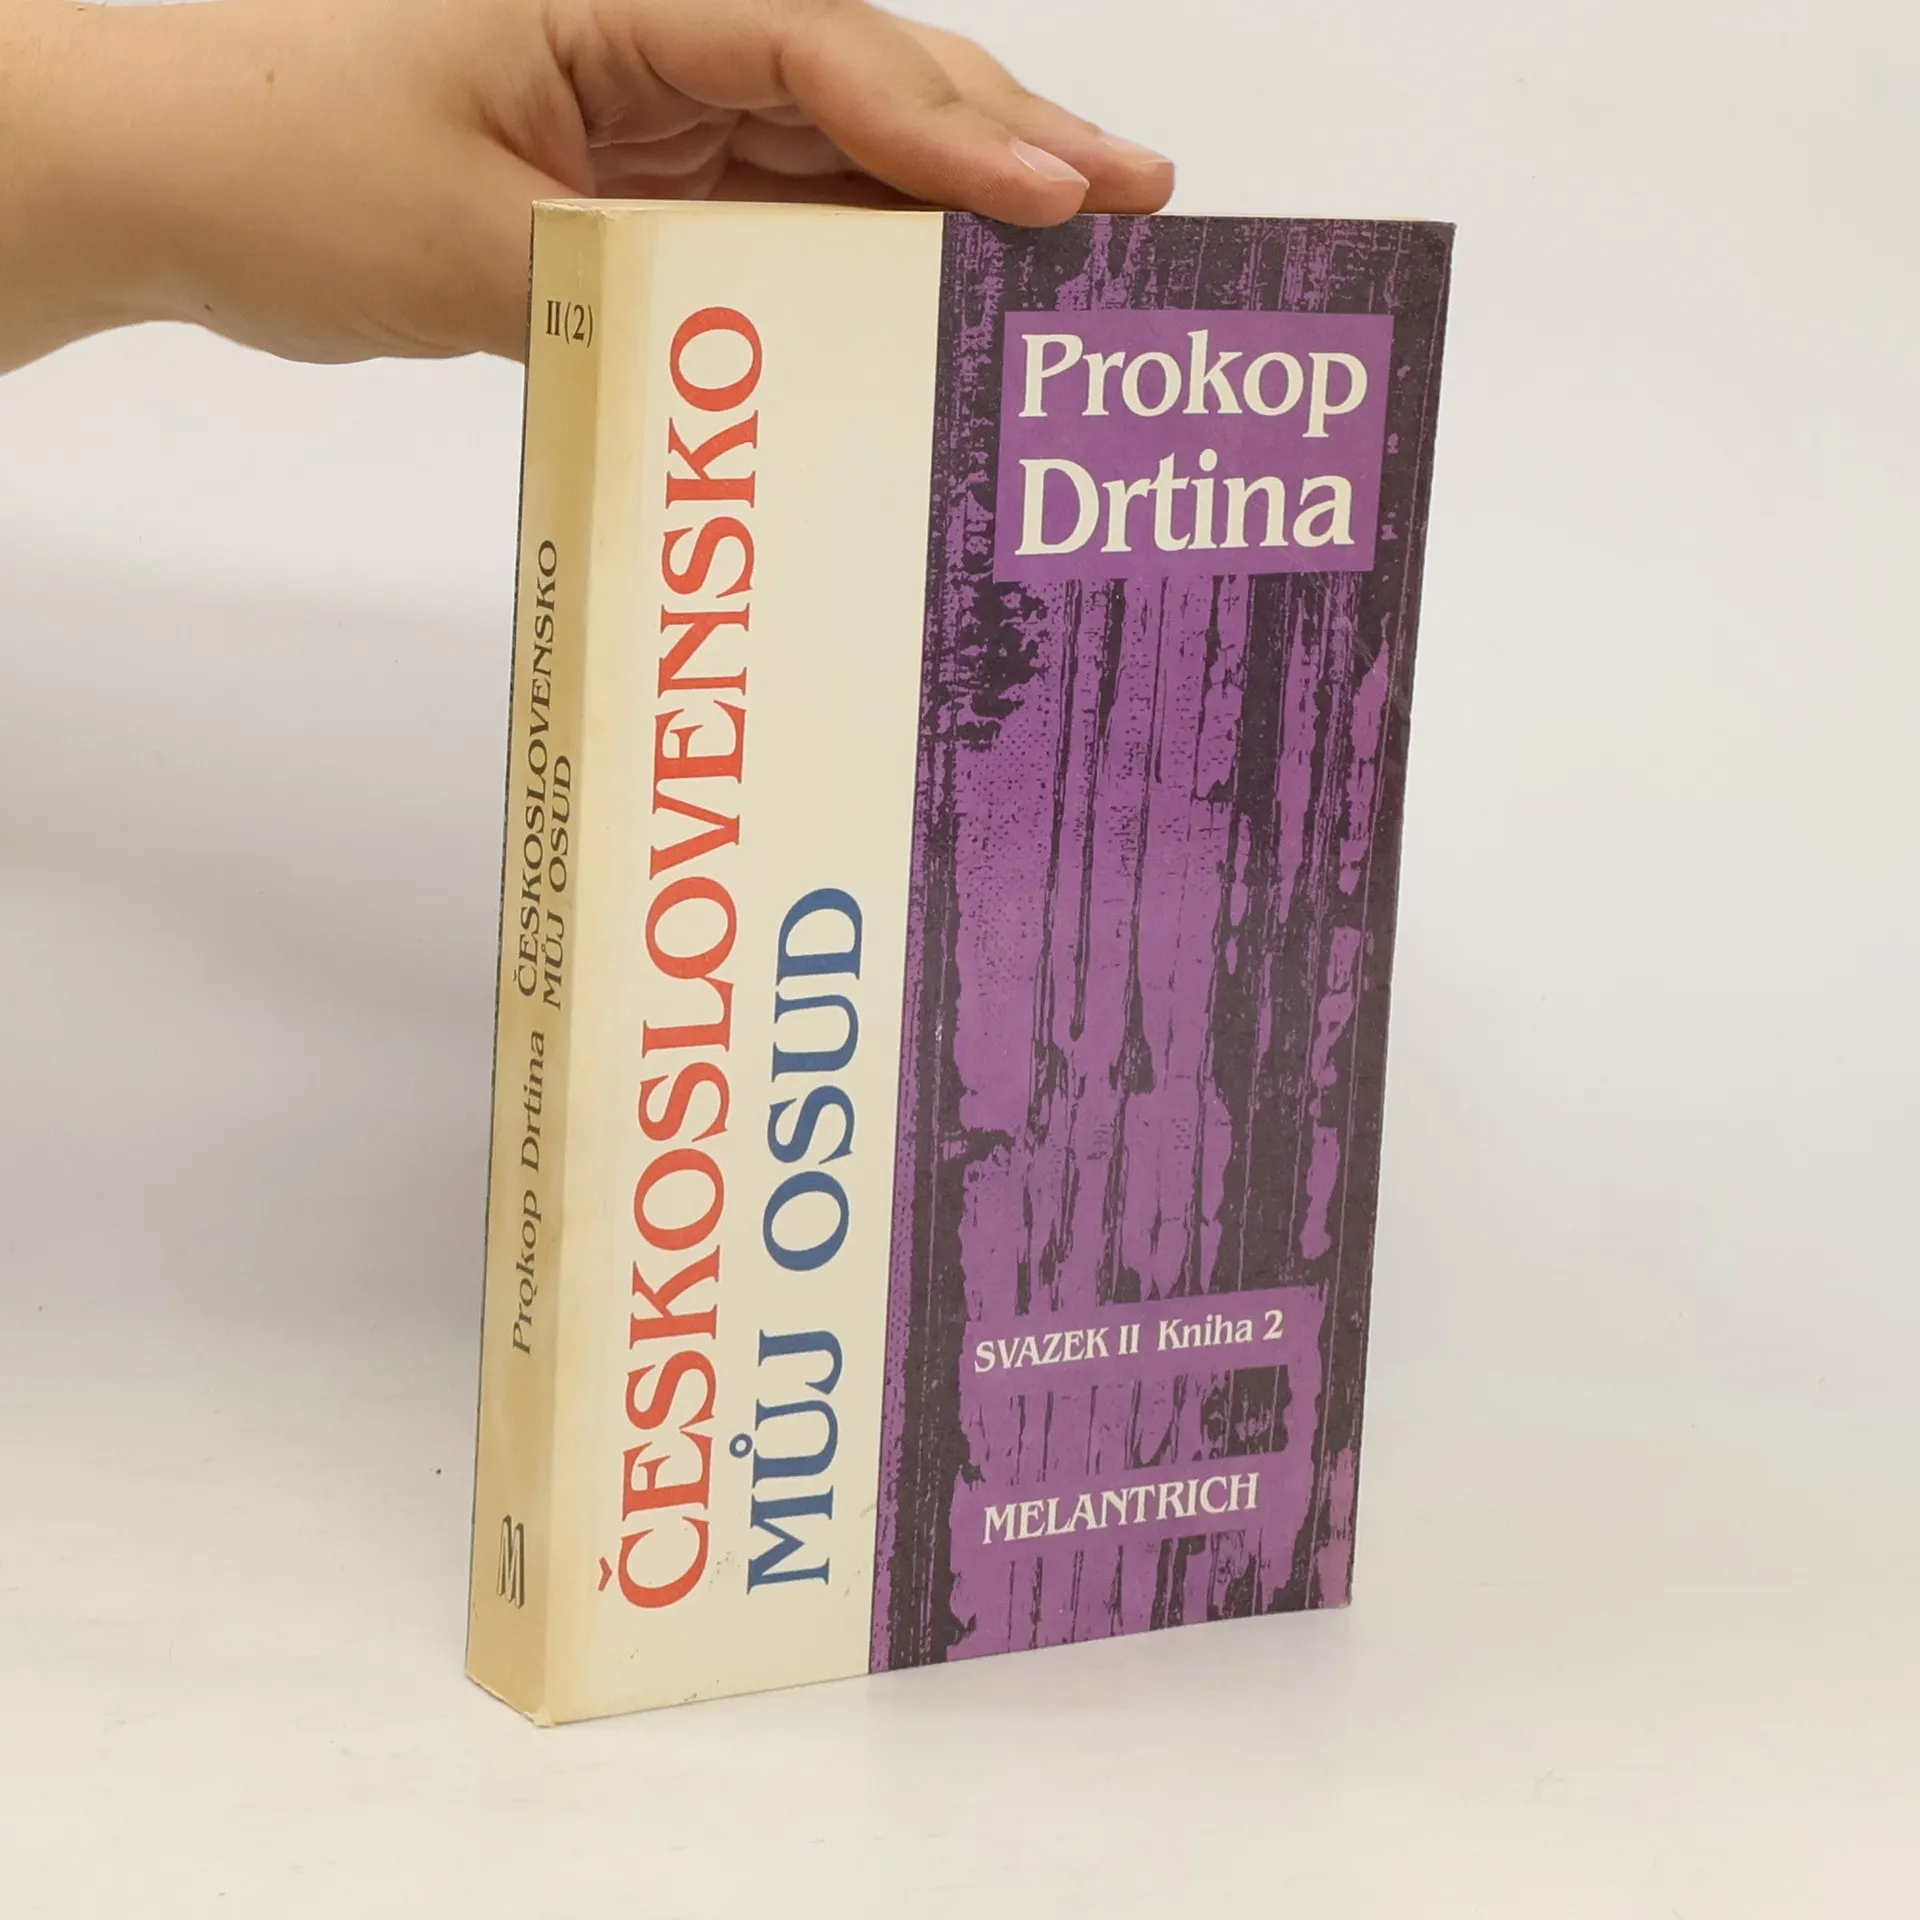 II(2)
Prokop Drtina ČESKOSLOVENSKO
MŮJ OSUD
M
ČESKOSLOVENSKO
MŮJ OSUD
Prokop
Drtina
SVAZEK II Kniha 2
MELANTRICH